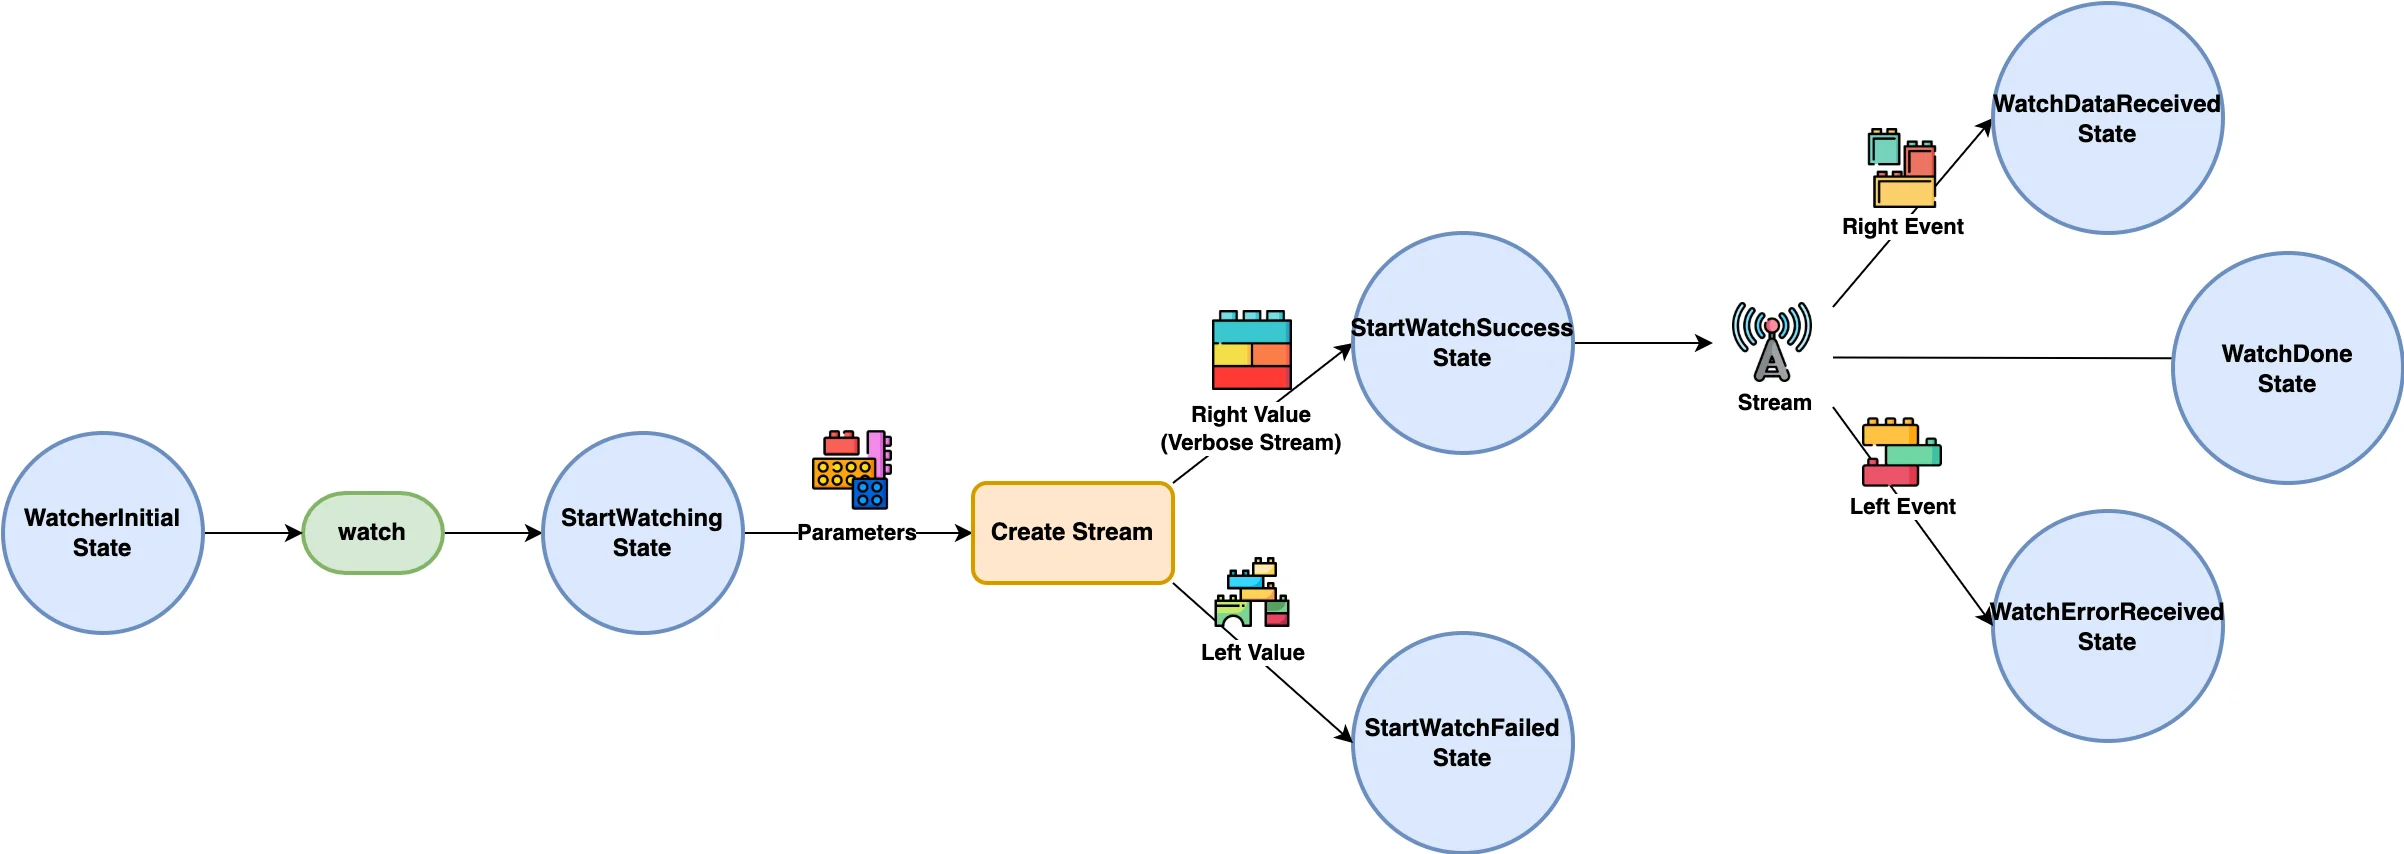 WatcherInitial
State
watch
StartWatching
State
Parameters
Create Stream
Right Value
(Verbose Stream)
Left Value
StartWatchSuccess
State
StartWatchFailed
State
Stream
Right Event
Left Event
WatchDataReceived
State
WatchDone
State
WatchErrorReceived
State